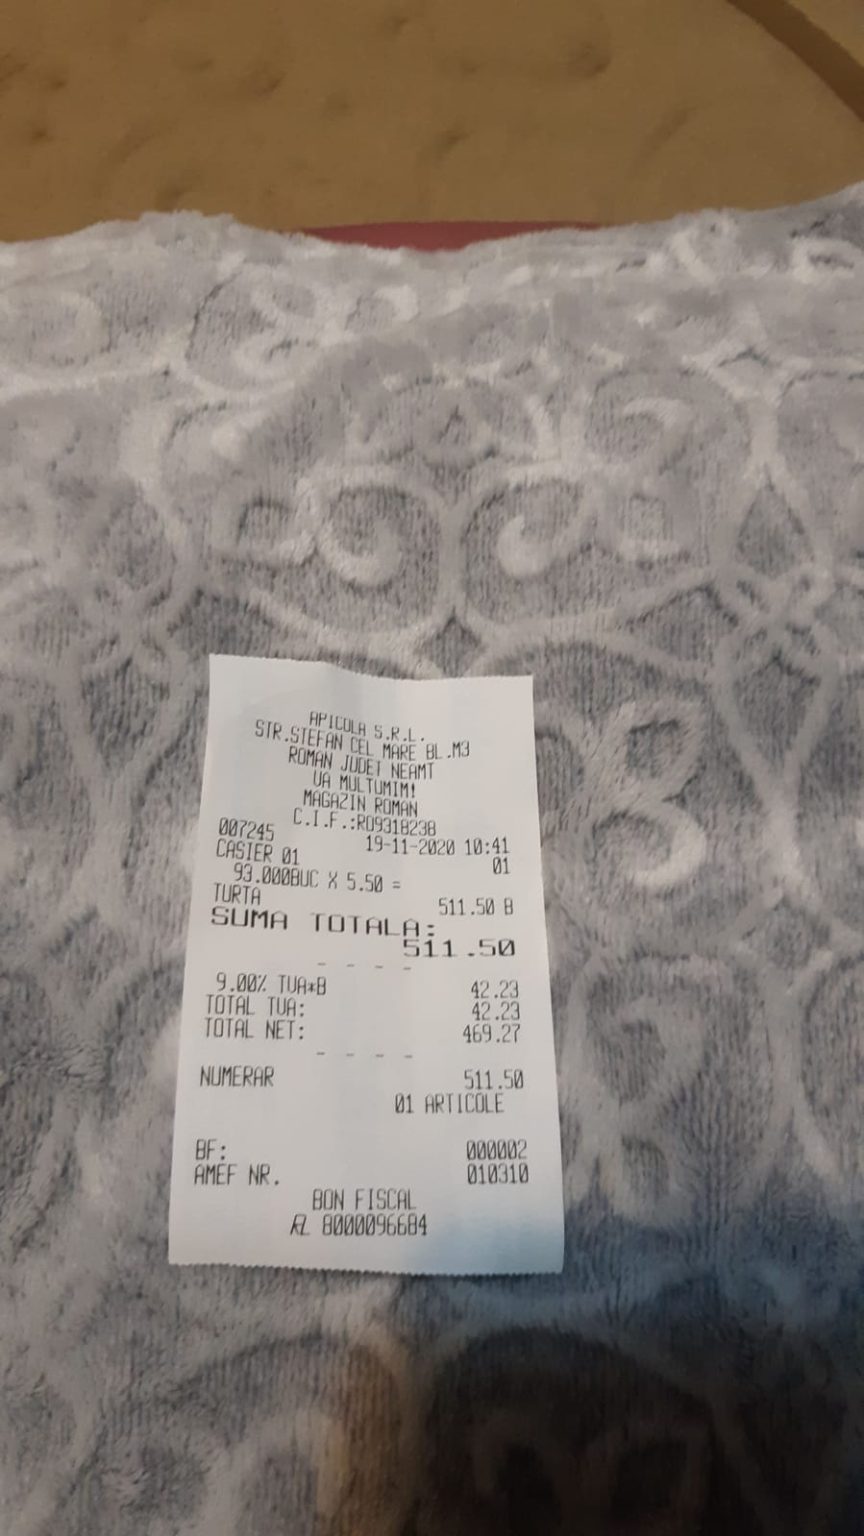 APICOLA S.R.L.
STR.STEFAN CEL MARE BL.M3
ROMAN JUDET NEAMT
VA MULTUMIM!
MAGAZIN ROMAN
C.I.F.:RO9318238
007245 19-11-2020 10:41
CASIER 01 01
93.000BUC X 5.50 =
TURTA 511.50 B
SUMA TOTALA:
511.50
- - - -
9.00% TVA*B 42.23
TOTAL TVA: 42.23
TOTAL NET: 469.27
- - - -
NUMERAR 511.50
01 ARTICOLE
BF: 000002
AMEF NR. 010310
BON FISCAL
8000096684